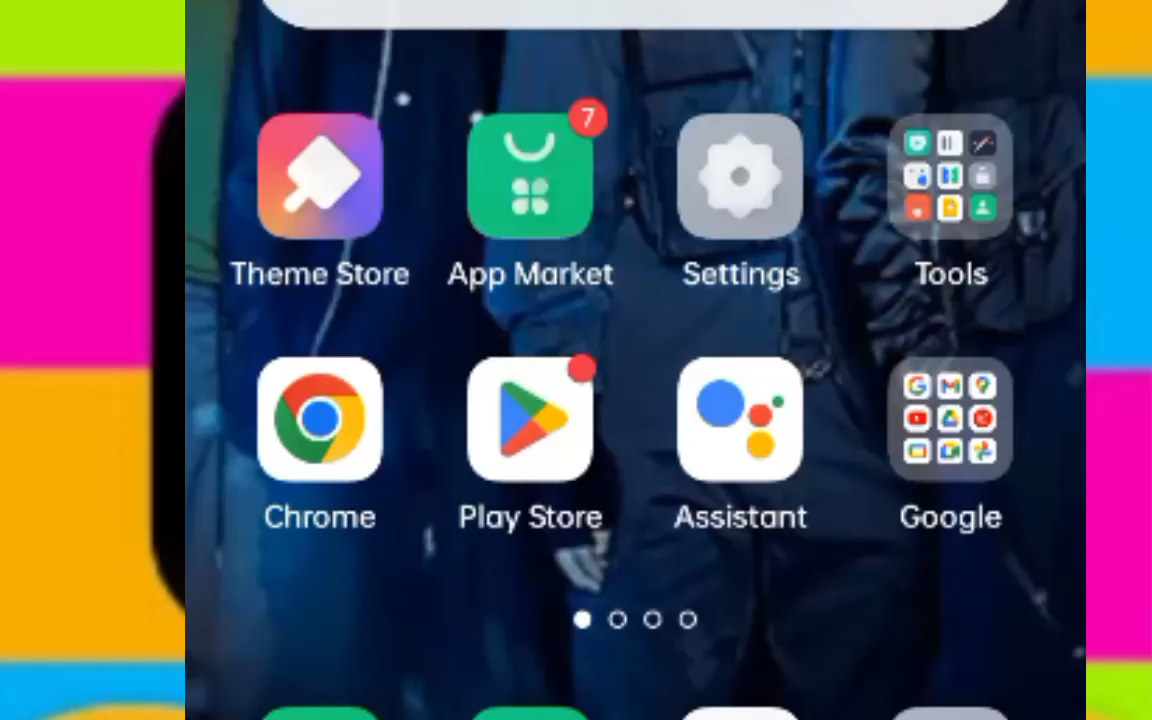 7
Theme Store
App Market
Settings
Tools
Chrome
Play Store
Assistant
Google